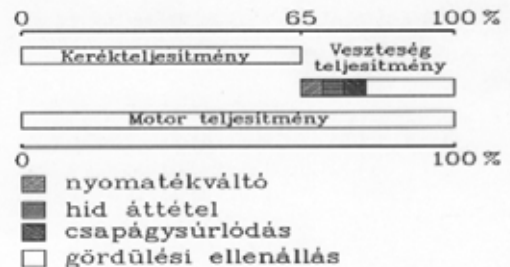 0 65 100 %
Kerékteljesítmény
Veszteség
teljesítmény
Motor teljesítmény
0 100 %
nyomatékváltó
híd áttétel
csapágysúrlódás
gördülési ellenállás